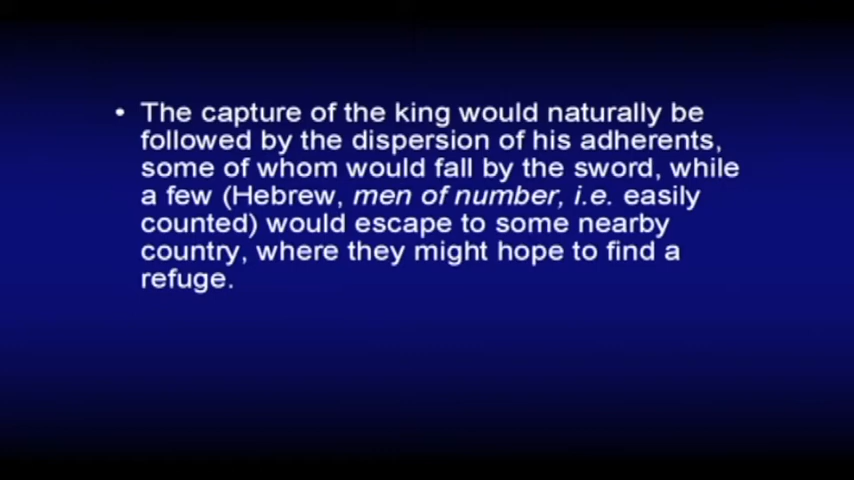 • The capture of the king would naturally be
followed by the dispersion of his adherents,
some of whom would fall by the sword, while
a few (Hebrew, men of number, i.e. easily
counted) would escape to some nearby
country, where they might hope to find a
refuge.